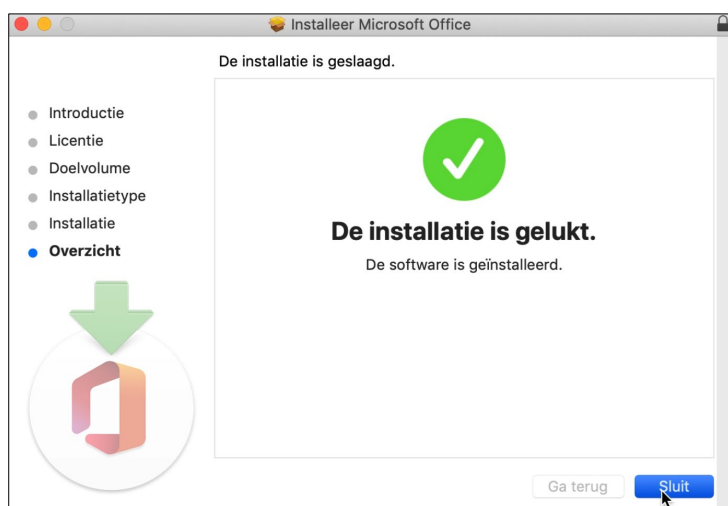 Installeer Microsoft Office
De installatie is geslaagd.
Introductie
Licentie
Doelvolume
Installatietype
Installatie
Overzicht
De installatie is gelukt.
De software is geïnstalleerd.
Ga terug
Sluit